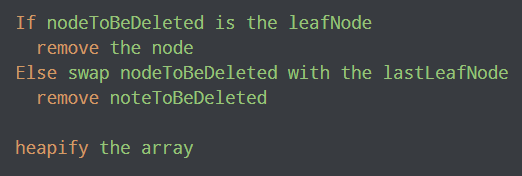 If nodeToBeDeleted is the leafNode
remove the node
Else swap nodeToBeDeleted with the lastLeafNode
remove noteToBeDeleted
heapify the array